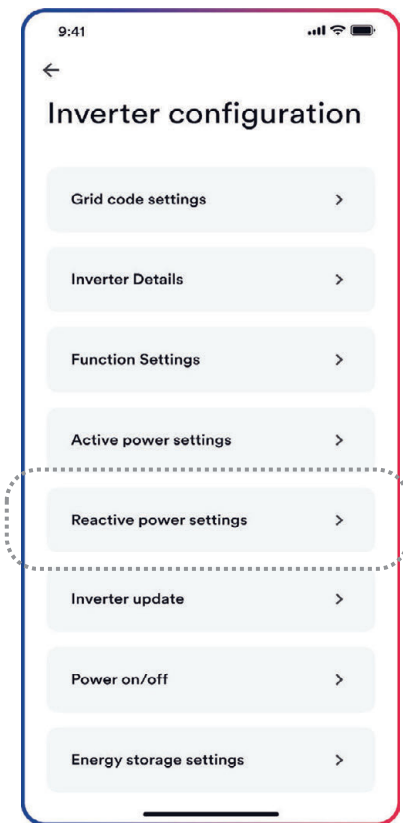 9:41
Inverter configuration
Grid code settings
Inverter Details
Function Settings
Active power settings
Reactive power settings
Inverter update
Power on/off
Energy storage settings